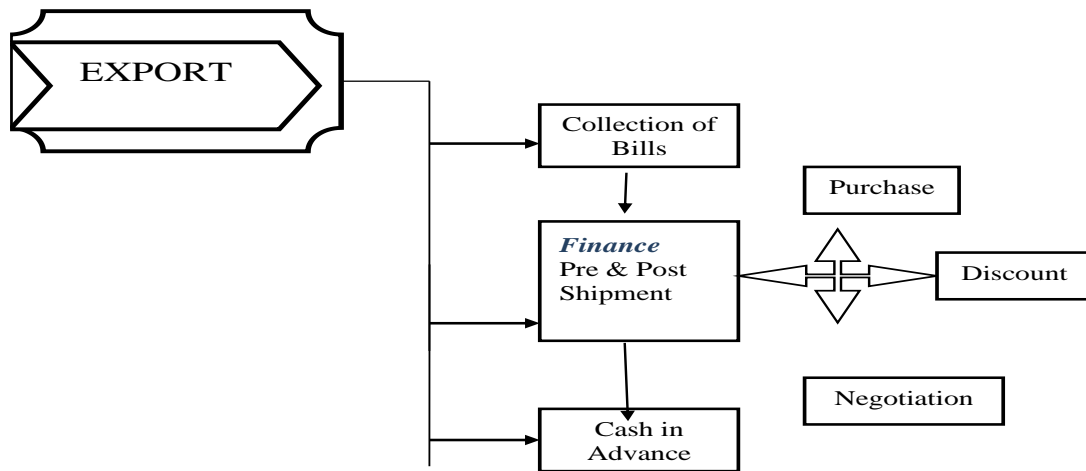 EXPORT
Collection of
Bills
Purchase
Finance
Pre & Post
Shipment
Discount
Negotiation
Cash in
Advance